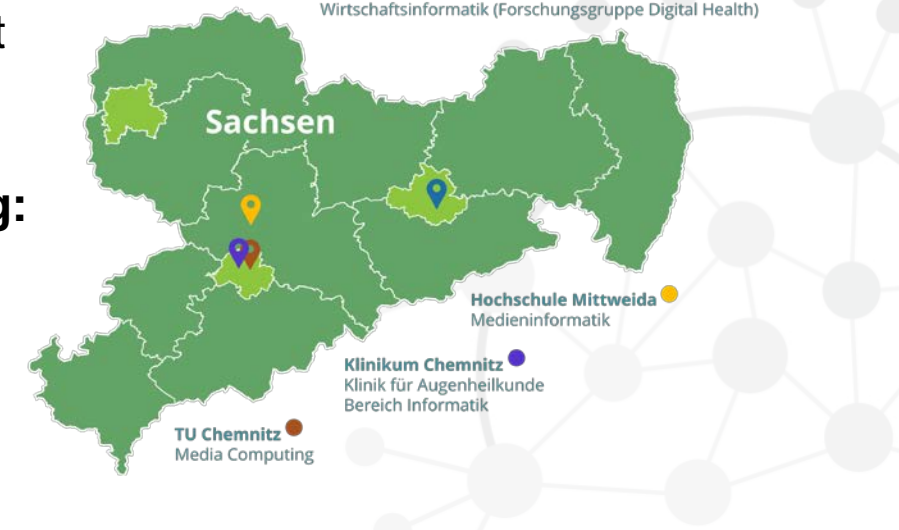 Wirtschaftsinformatik (Forschungsgruppe Digital Health)
t
Sachsen
g:
Hochschule Mittweida
Medieninformatik
Klinikum Chemnitz
Klinik für Augenheilkunde
Bereich Informatik
TU Chemnitz
Media Computing